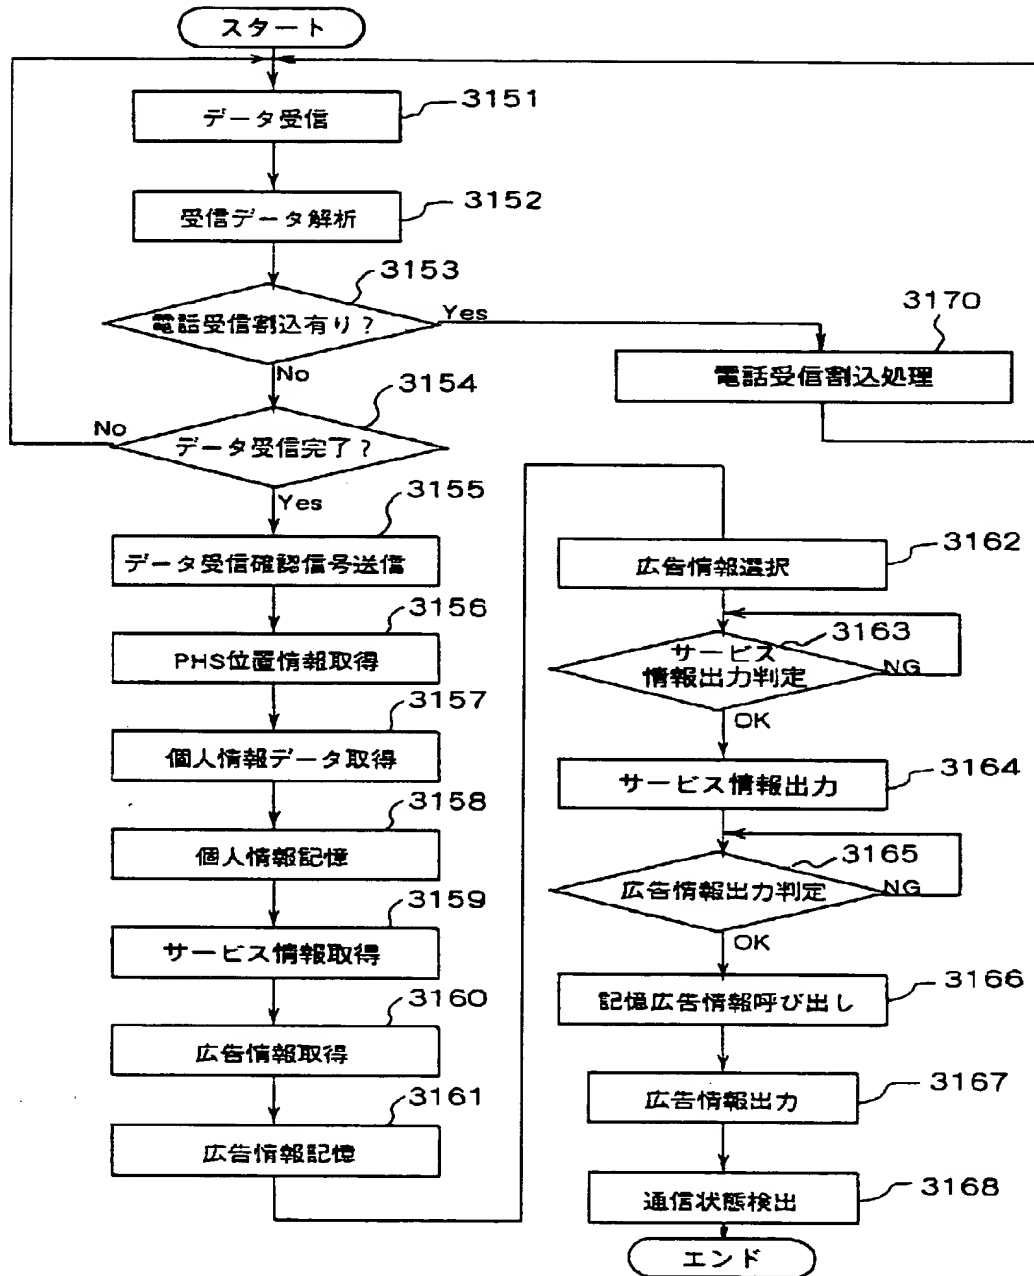 スタート
3151
データ受信
3152
受信データ解析
3153
電話受信割込有り?
Yes
No
3170
電話受信割込処理
3154
データ受信完了?
No
Yes
3155
データ受信確認信号送信
3156
PHS位置情報取得
3157
個人情報データ取得
3158
個人情報記憶
3159
サービス情報取得
3160
広告情報取得
3161
広告情報記憶
3162
広告情報選択
3163
サービス
情報出力判定
NG
OK
3164
サービス情報出力
3165
広告情報出力判定
NG
OK
3166
記憶広告情報呼び出し
3167
広告情報出力
3168
通信状態検出
エンド